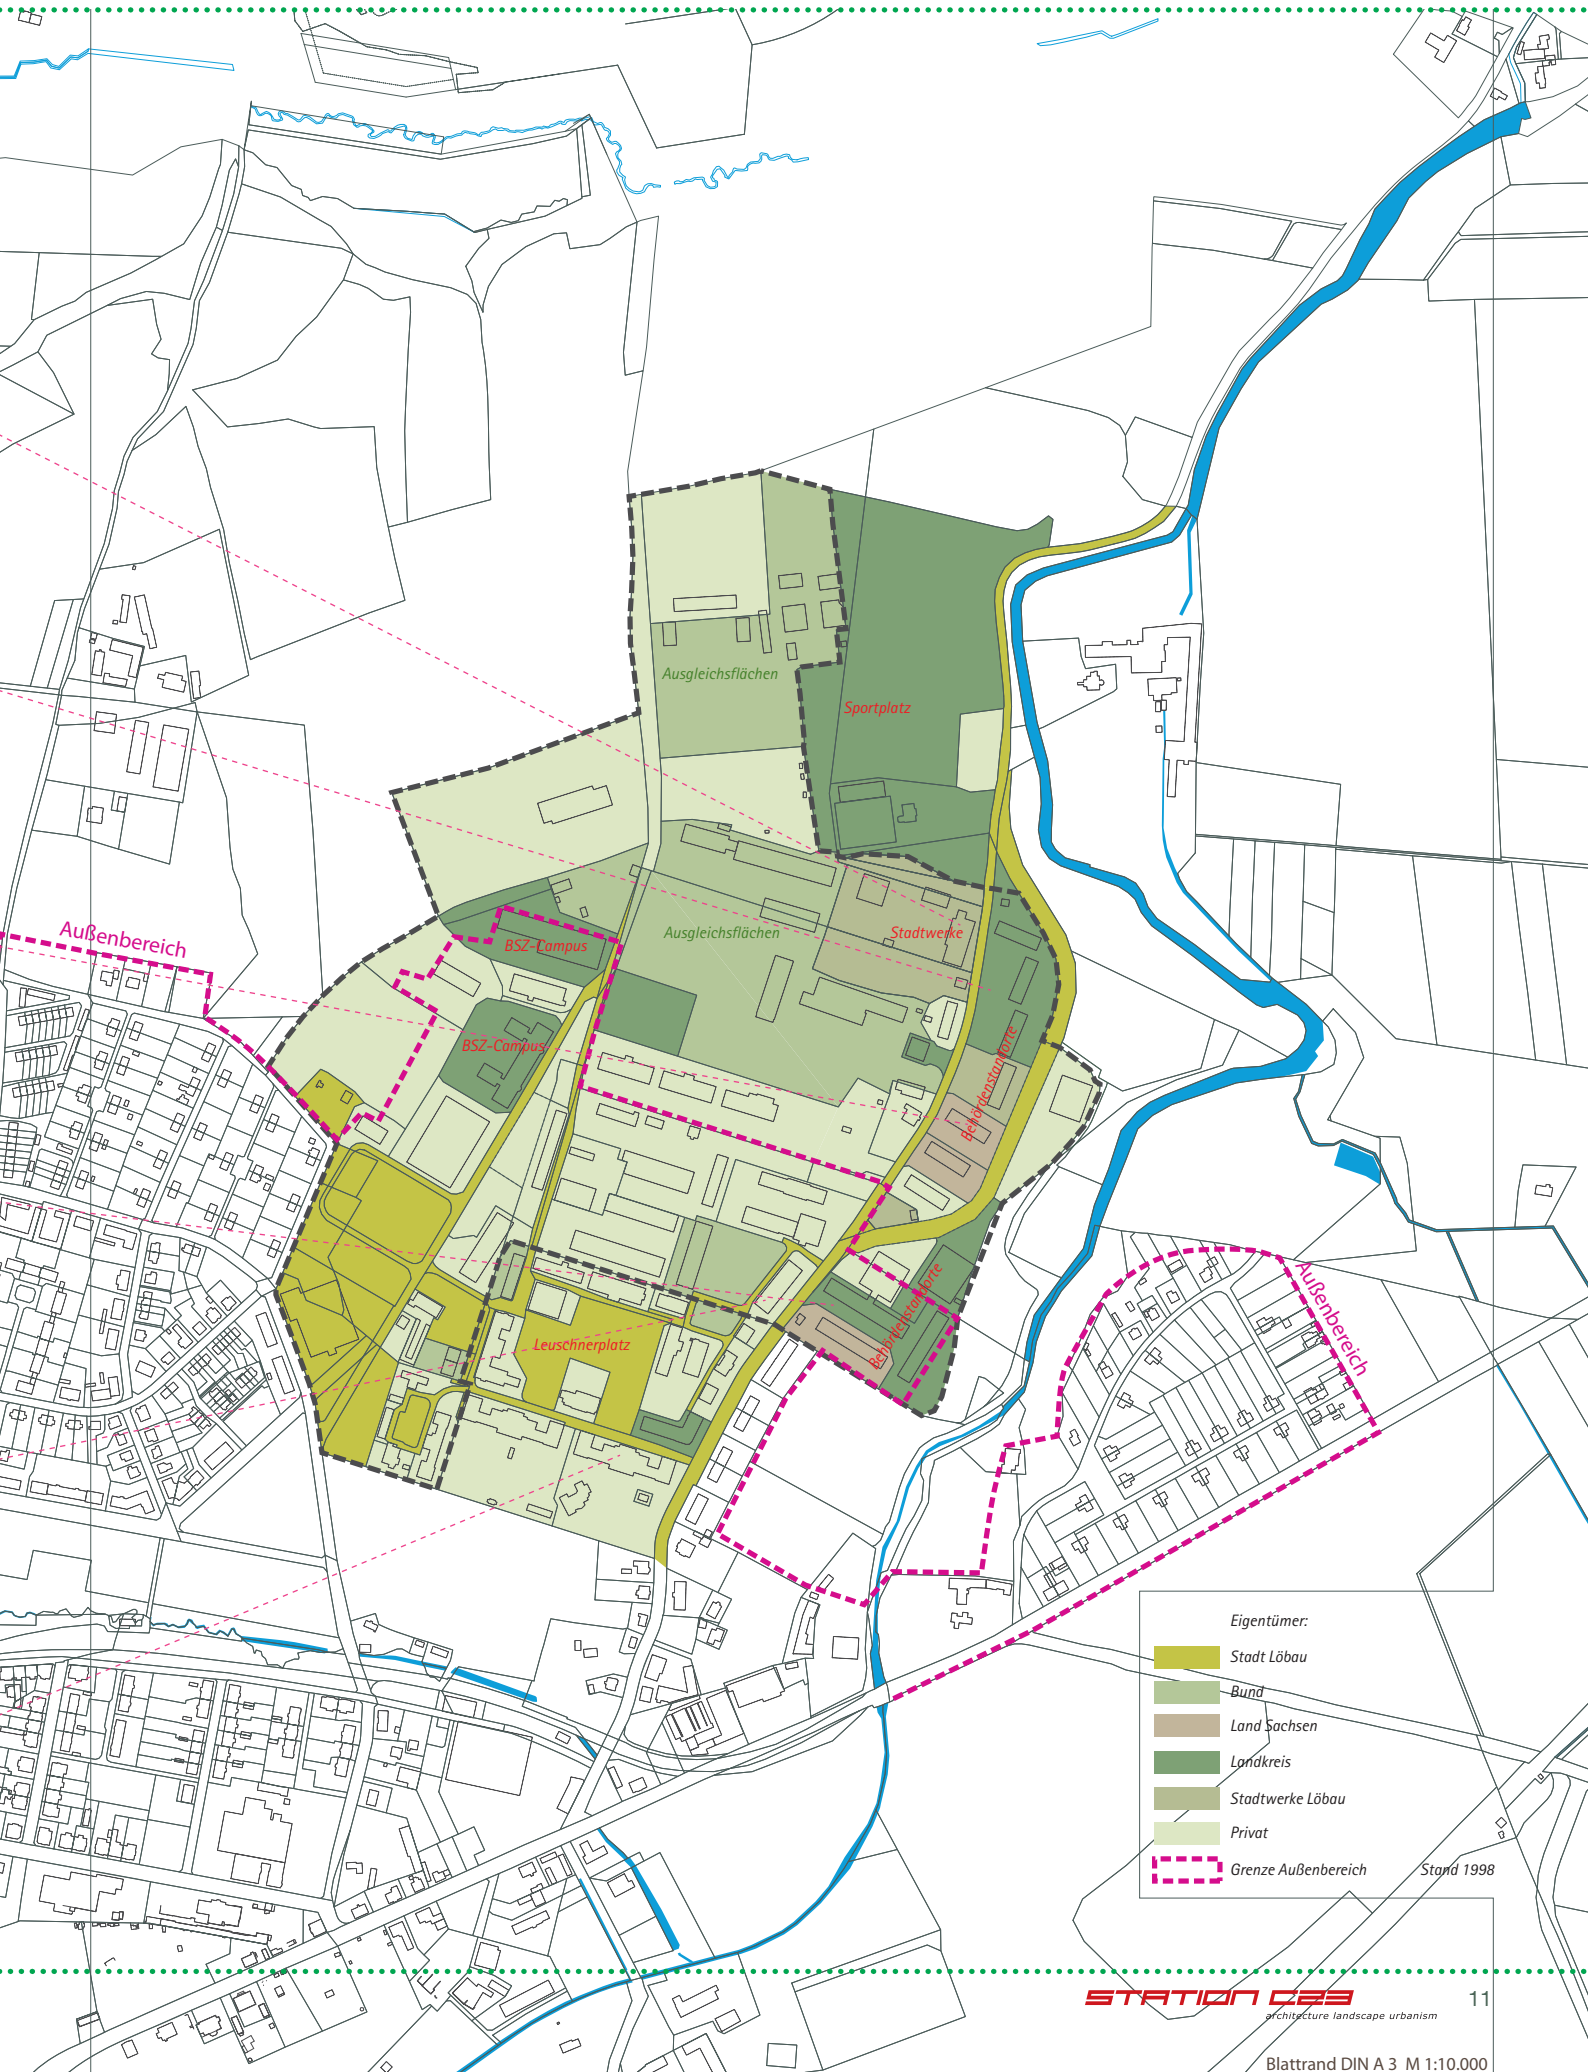 Ausgleichsflächen
Sportplatz
Außenbereich
BSZ-Campus
Ausgleichsflächen
Stadtwerke
BSZ-Campus
Behördenstandorte
Außenbereich
Behördenstandorte
Leuschnerplatz
Eigentümer:
Stadt Löbau
Bund
Land Sachsen
Landkreis
Stadtwerke Löbau
Privat
Grenze Außenbereich
Stand 1998
STATION C23
11
architecture landscape urbanism
Blattrand DIN A 3 M 1:10.000